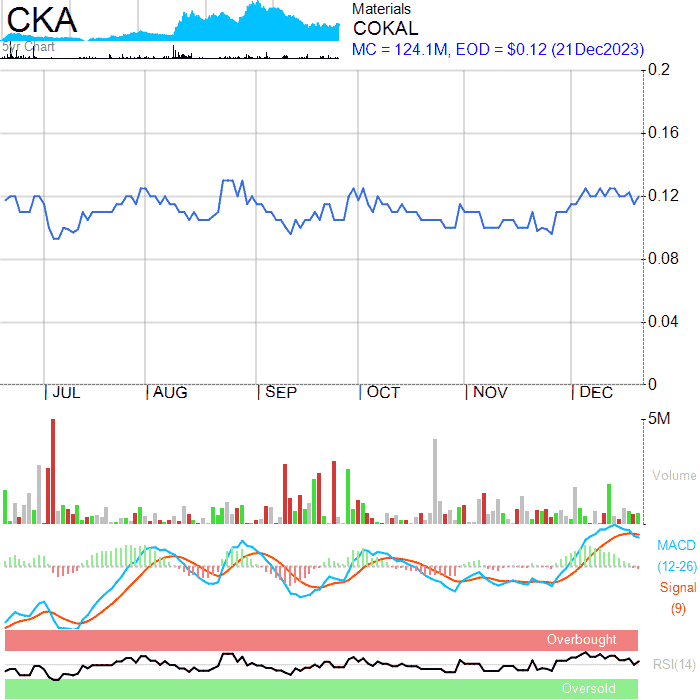 CKA
5yr Chart
Materials
COKAL
MC = 124.1M, EOD = $0.12 (21Dec2023)
0.2
0.16
0.12
0.08
0.04
0
JUL AUG SEP OCT NOV DEC
5M
Volume
MACD
(12-26)
Signal
(9)
Overbought
RSI(14)
Oversold